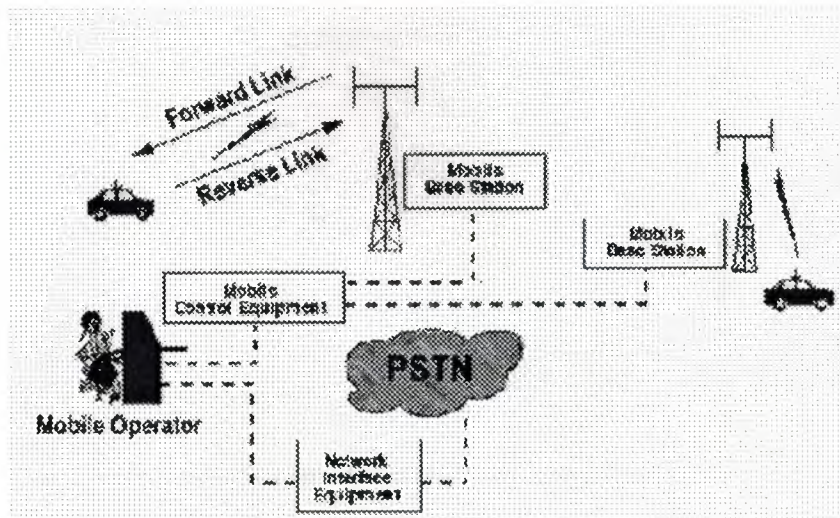 Forward Link
Reverse Link
Mobile
Base Station
Mobile
Base Station
Mobile
Control Equipment
PSTN
Mobile Operator
Network
Interface
Equipment